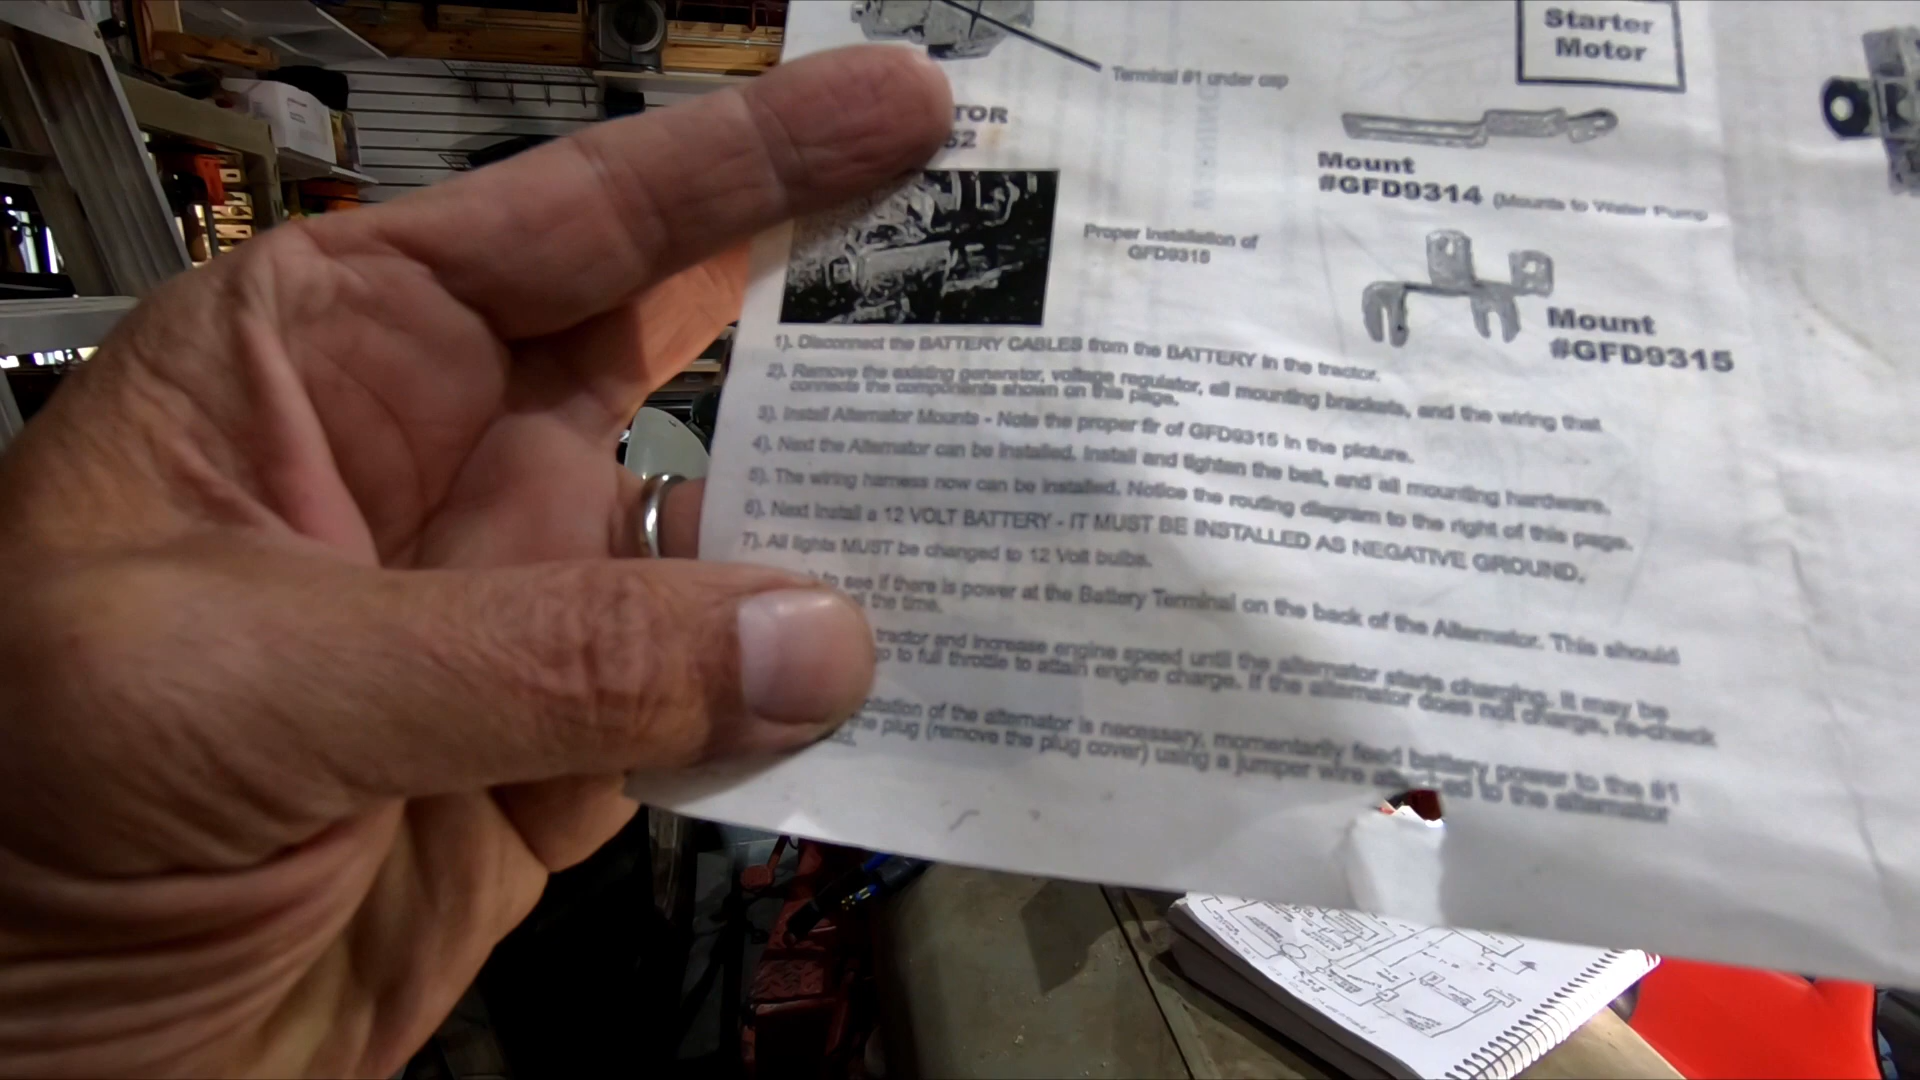 Starter
Motor
Terminal #1 under cap
TOR
52
Mount
#GFD9314 (Mounts to Water Pump
Proper Installation of
GFD9315
Mount
#GFD9315
1). Disconnect the BATTERY CABLES from the BATTERY in the tractor.
2). Remove the existing generator, voltage regulator, all mounting brackets, and the wiring that
connects the components shown on this page.
3). Install Alternator Mounts - Note the proper fir of GFD9315 in the picture.
4). Next the Alternator can be installed. Install and tighten the belt, and all mounting hardware.
5). The wiring harness now can be installed. Notice the routing diagram to the right of this page.
6). Next Install a 12 VOLT BATTERY - IT MUST BE INSTALLED AS NEGATIVE GROUND.
7). All lights MUST be changed to 12 Volt bulbs.
to see if there is power at the Battery Terminal on the back of the Alternator. This should
the time.
tractor and increase engine speed until the alternator starts charging. It may be
to full throttle to attain engine charge. If the alternator does not charge, re-check
of the alternator is necessary, momentarily feed battery power to the #1
the plug (remove the plug cover) using a jumper wire to the alternator